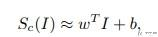 S_c(I) ≈ w^T I + b,